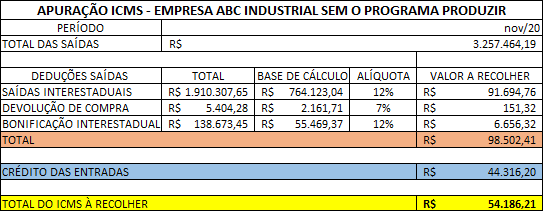 APURAÇÃO ICMS - EMPRESA ABC INDUSTRIAL SEM O PROGRAMA PRODUZIR
PERÍODO nov/20
TOTAL DAS SAÍDAS R$ 3.257.464,19
DEDUÇÕES SAÍDAS TOTAL BASE DE CÁLCULO ALÍQUOTA VALOR A RECOLHER
SAÍDAS INTERESTADUAIS R$ 1.910.307,65 R$ 764.123,04 12% R$ 91.694,76
DEVOLUÇÃO DE COMPRA R$ 5.404,28 R$ 2.161,71 7% R$ 151,32
BONIFICAÇÃO INTERESTADUAL R$ 138.673,45 R$ 55.469,37 12% R$ 6.656,32
TOTAL R$ 98.502,41
CRÉDITO DAS ENTRADAS R$ 44.316,20
TOTAL DO ICMS À RECOLHER R$ 54.186,21